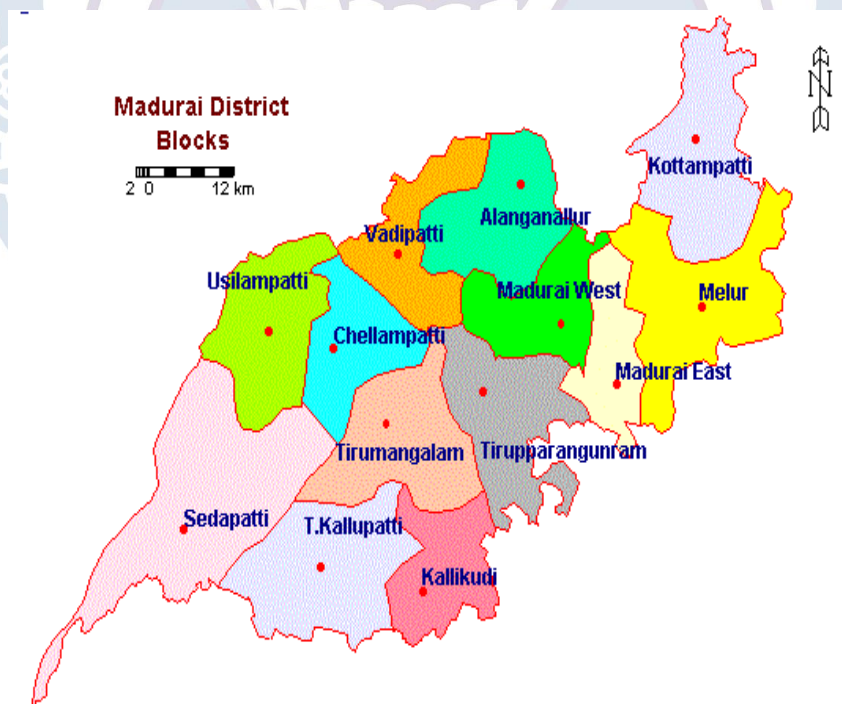 Madurai District
Blocks
2 0 12 km
N
Kottampatti
Alanganallur
Vadipatti
Usilampatti
Madurai West
Melur
Chellampatti
Madurai East
Tirumangalam
Tirupparangunram
Sedapatti
T.Kallupatti
Kallikudi